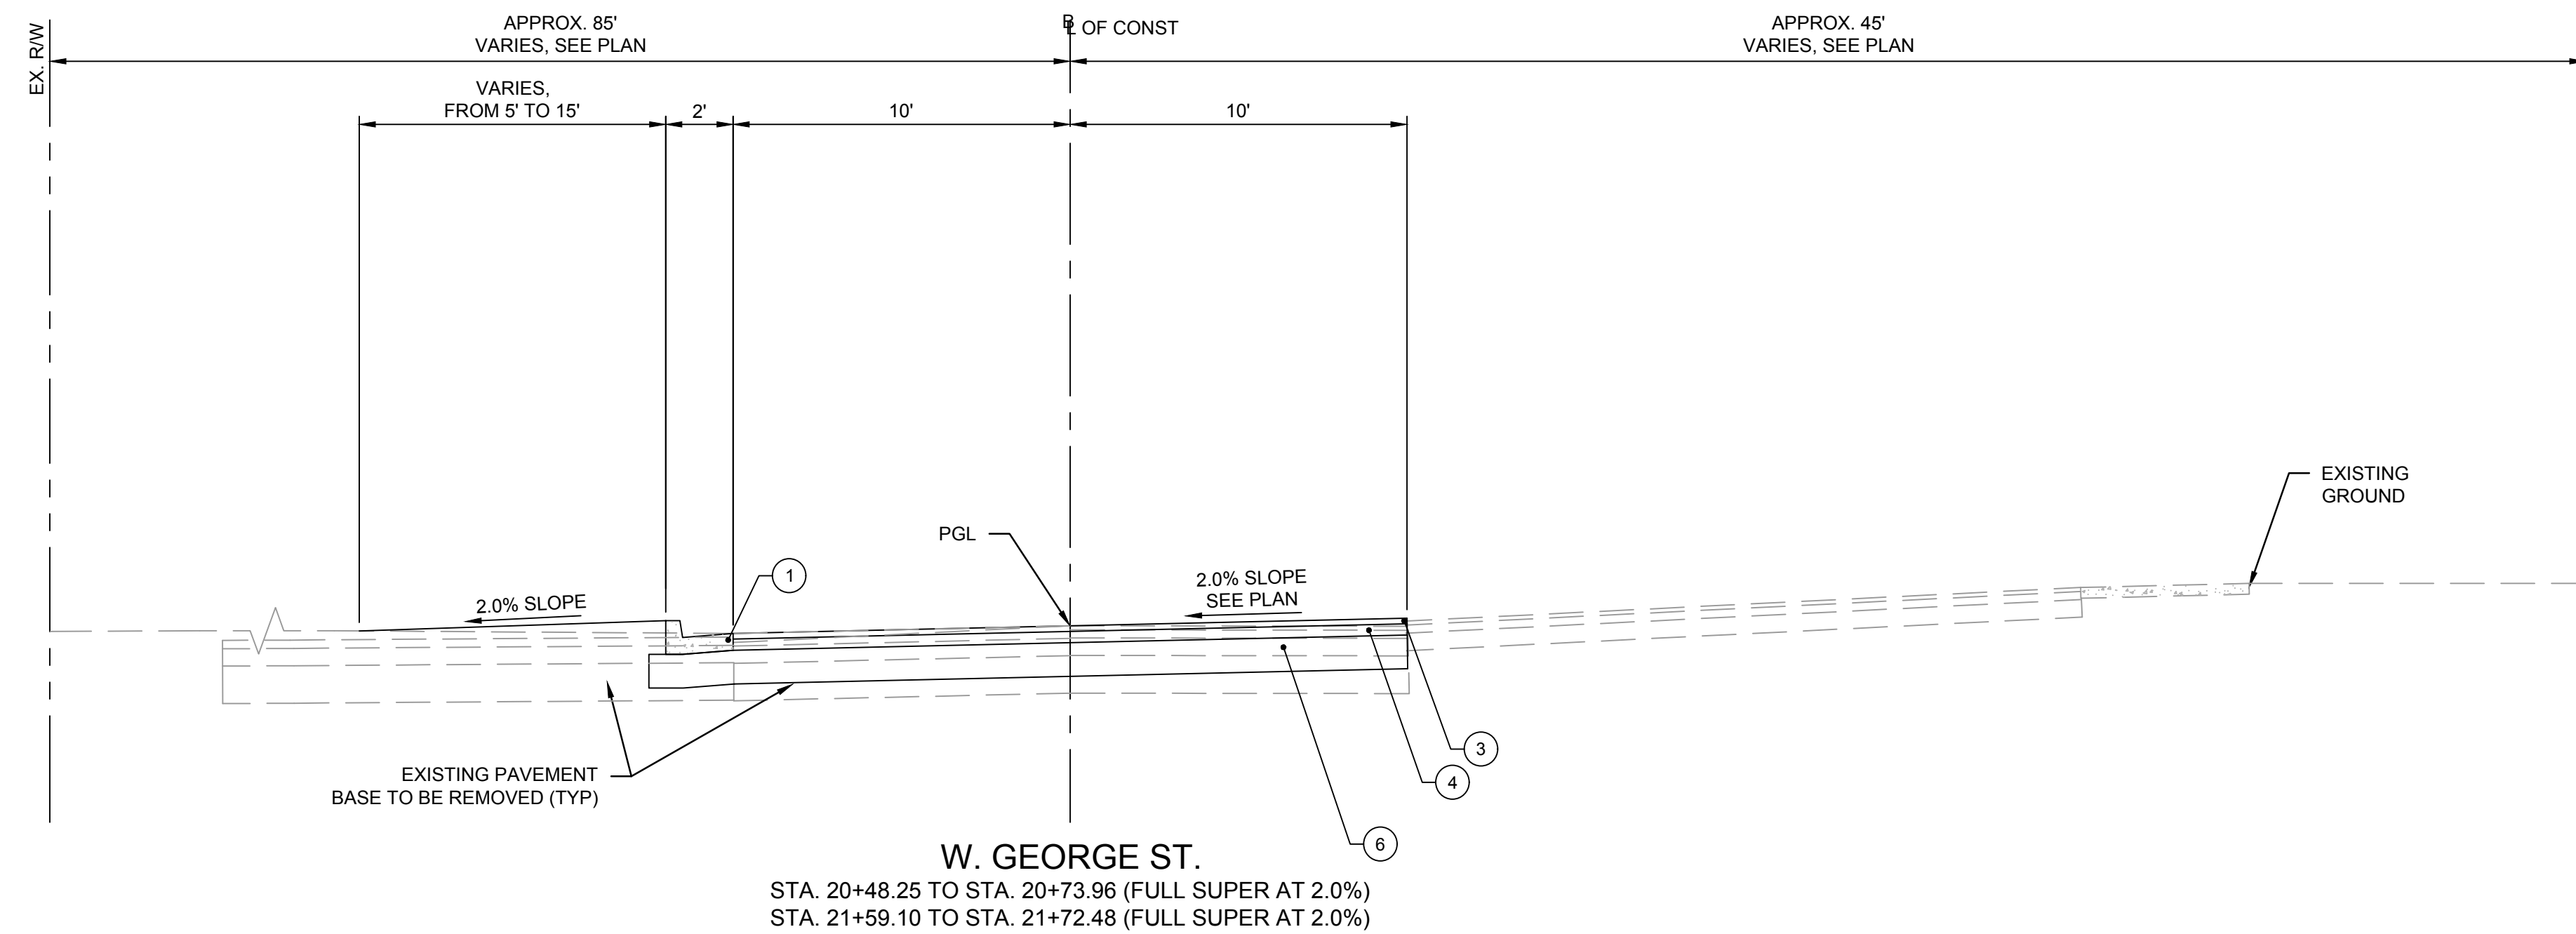 EX. R/W
APPROX. 85'
VARIES, SEE PLAN
BL OF CONST
APPROX. 45'
VARIES, SEE PLAN
VARIES,
FROM 5' TO 15'
2'
10'
10'
EXISTING
GROUND
PGL
1
2.0% SLOPE
2.0% SLOPE
SEE PLAN
3
4
6
EXISTING PAVEMENT
BASE TO BE REMOVED (TYP)
W. GEORGE ST.
STA. 20+48.25 TO STA. 20+73.96 (FULL SUPER AT 2.0%)
STA. 21+59.10 TO STA. 21+72.48 (FULL SUPER AT 2.0%)